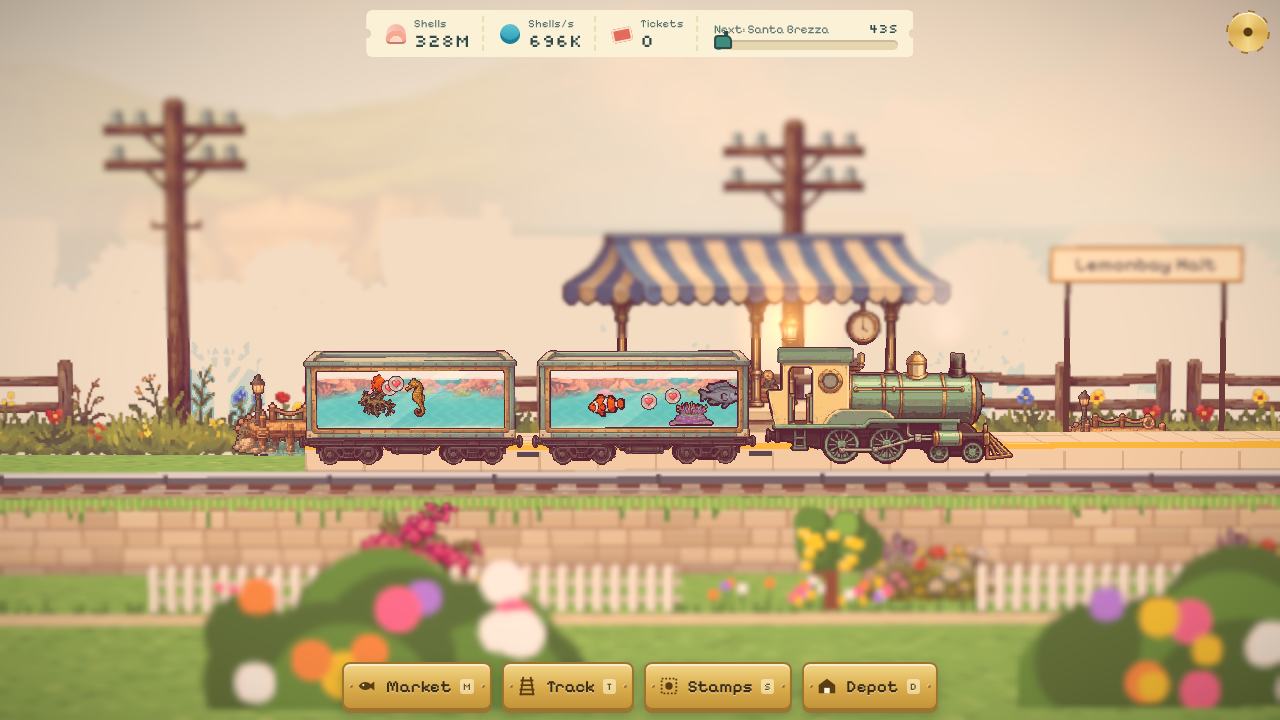 Shells
328M
Shells/s
696K
Tickets
0
Next: Santa Brezza
43s
Lemonbay Halt
Market M
Track T
Stamps S
Depot D